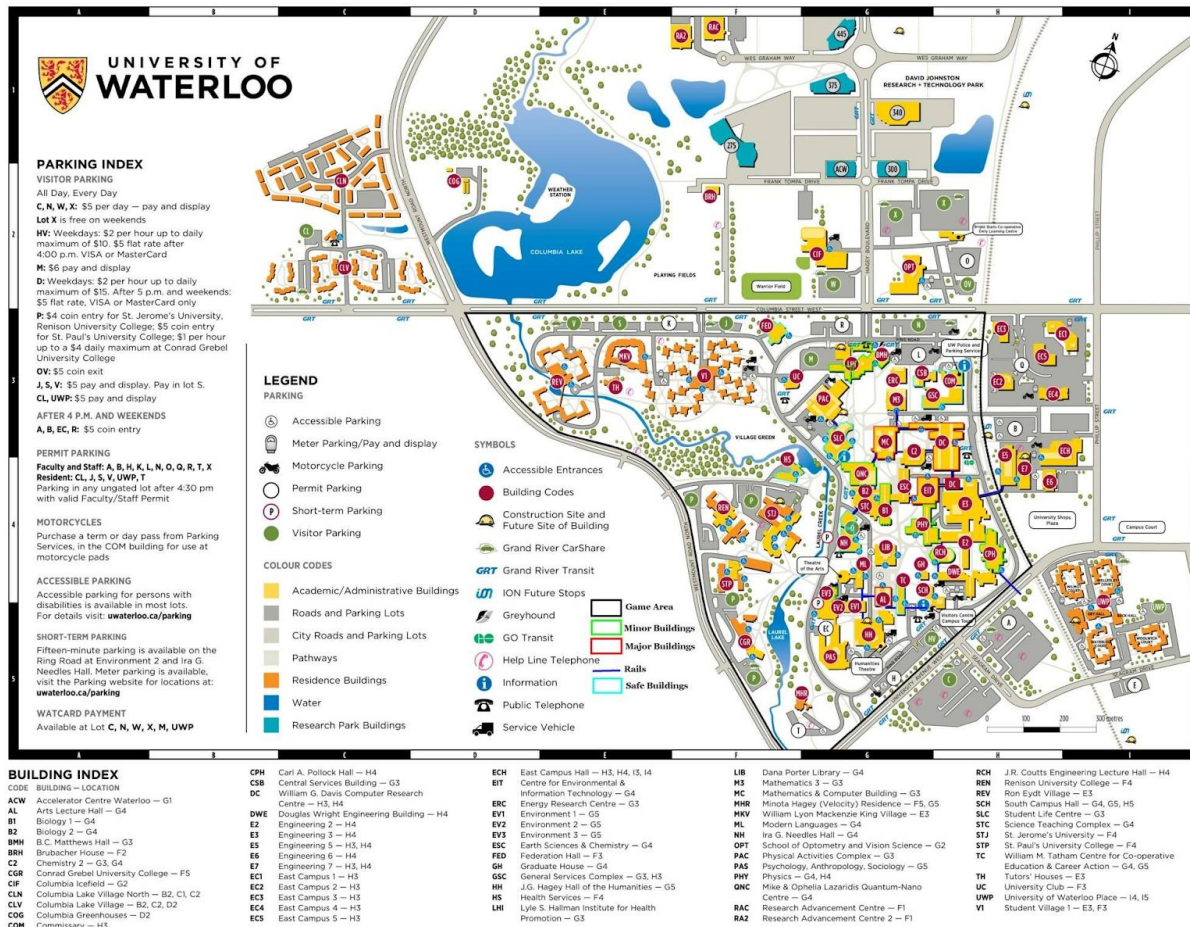 UNIVERSITY OF
WATERLOO
PARKING INDEX
VISITOR PARKING
All Day, Every Day
C, N, W, X: $5 per day — pay and display
Lot X is free on weekends
HV: Weekdays: $2 per hour up to daily
maximum of $10. $5 flat rate after
4:00 p.m. VISA or MasterCard
M: $6 pay and display
D: Weekdays: $2 per hour up to daily
maximum of $15. After 5 p.m. and weekends:
$5 flat rate, VISA or MasterCard only
P: $4 coin entry for St. Jerome's University,
Renison University College; $5 coin entry
for St. Paul's University College; $1 per hour
up to a $4 daily maximum at Conrad Grebel
University College
OV: $5 coin exit
J, S, V: $5 pay and display. Pay in lot S.
CL, UWP: $5 pay and display
AFTER 4 P.M. AND WEEKENDS
A, B, EC, R: $5 coin entry
PERMIT PARKING
Faculty and Staff: A, B, H, K, L, N, O, Q, R, T, X
Resident: CL, J, S, V, UWP, T
Parking in any ungated lot after 4:30 pm
with valid Faculty/Staff Permit
MOTORCYCLES
Purchase a term or day pass from Parking
Services, in the COM building for use at
motorcycle pads
ACCESSIBLE PARKING
Accessible parking for persons with
disabilities is available in most lots.
For details visit: uwaterloo.ca/parking
SHORT-TERM PARKING
Fifteen-minute parking is available on the
Ring Road at Environment 2 and Ira G.
Needles Hall. Meter parking is available,
visit the Parking website for locations at:
uwaterloo.ca/parking
WATCARD PAYMENT
Available at Lot C, N, W, X, M, UWP
LEGEND
PARKING
Accessible Parking
Meter Parking/Pay and display
Motorcycle Parking
Permit Parking
P Short-term Parking
Visitor Parking
COLOUR CODES
Academic/Administrative Buildings
Roads and Parking Lots
City Roads and Parking Lots
Pathways
Residence Buildings
Water
Research Park Buildings
SYMBOLS
Accessible Entrances
Building Codes
Construction Site and
Future Site of Building
Grand River CarShare
GRT Grand River Transit
ION Future Stops
Greyhound
GO Transit
Help Line Telephone
Information
Public Telephone
Service Vehicle
Game Area
Minor Buildings
Major Buildings
Rails
Safe Buildings
WES GRAHAM WAY
WES GRAHAM WAY
DAVID JOHNSTON
RESEARCH + TECHNOLOGY PARK
FRANK TOMPA DRIVE
FRANK TOMPA DRIVE
HAGEY BOULEVARD
WEATHER
STATION
COLUMBIA LAKE
PLAYING FIELDS
Warrior Field
COLUMBIA STREET WEST
PHILLIP STREET
PHILLIP STREET
UW Police and
Parking Services
VILLAGE GREEN
LAUREL CREEK
Theatre
of the Arts
LAUREL
LAKE
Humanities
Theatre
Visitors Centre
Campus Tours
University Shops
Plaza
Campus Court
SEAGRAM DRIVE
0 100 200 300 metres
BUILDING INDEX
CODE BUILDING — LOCATION
ACW Accelerator Centre Waterloo — G1
AL Arts Lecture Hall — G4
B1 Biology 1 — G4
B2 Biology 2 — G4
BMH B.C. Matthews Hall — G3
BRH Brubacher House — F2
C2 Chemistry 2 — G3, G4
CGR Conrad Grebel University College — F5
CIF Columbia Icefield — G2
CLN Columbia Lake Village North — B2, C1, C2
CLV Columbia Lake Village — B2, C2, D2
COG Columbia Greenhouses — D2
COM Commissary — H3
CPH Carl A. Pollock Hall — H4
CSB Central Services Building — G3
DC William G. Davis Computer Research
Centre — H3, H4
DWE Douglas Wright Engineering Building — H4
E2 Engineering 2 — H4
E3 Engineering 3 — H4
E5 Engineering 5 — H3, H4
E6 Engineering 6 — H4
E7 Engineering 7 — H3, H4
EC1 East Campus 1 — H3
EC2 East Campus 2 — H3
EC3 East Campus 3 — H3
EC4 East Campus 4 — H3
EC5 East Campus 5 — H3
ECH East Campus Hall — H3, H4, I3, I4
EIT Centre for Environmental &
Information Technology — G4
ERC Energy Research Centre — G3
EV1 Environment 1 — G5
EV2 Environment 2 — G5
EV3 Environment 3 — G5
ESC Earth Sciences & Chemistry — G4
FED Federation Hall — F3
GH Graduate House — G4
GSC General Services Complex — G3, H3
HH J.G. Hagey Hall of the Humanities — G5
HS Health Services — F4
LHI Lyle S. Hallman Institute for Health
Promotion — G3
LIB Dana Porter Library — G4
M3 Mathematics 3 — G3
MC Mathematics & Computer Building — G3
MHR Minota Hagey (Velocity) Residence — F5, G5
MKV William Lyon Mackenzie King Village — E3
ML Modern Languages — G4
NH Ira G. Needles Hall — G4
OPT School of Optometry and Vision Science — G2
PAC Physical Activities Complex — G3
PAS Psychology, Anthropology, Sociology — G5
PHY Physics — G4, H4
QNC Mike & Ophelia Lazaridis Quantum-Nano
Centre — G4
RAC Research Advancement Centre — F1
RA2 Research Advancement Centre 2 — F1
RCH J.R. Coutts Engineering Lecture Hall — H4
REN Renison University College — F4
REV Ron Eydt Village — E3
SCH South Campus Hall — G4, G5, H5
SLC Student Life Centre — G3
STC Science Teaching Complex — G4
STJ St. Jerome's University — F4
STP St. Paul's University College — F4
TC William M. Tatham Centre for Co-operative
Education & Career Action — G4, G5
TH Tutors' Houses — E3
UC University Club — F3
UWP University of Waterloo Place — I4, I5
V1 Student Village 1 — E3, F3